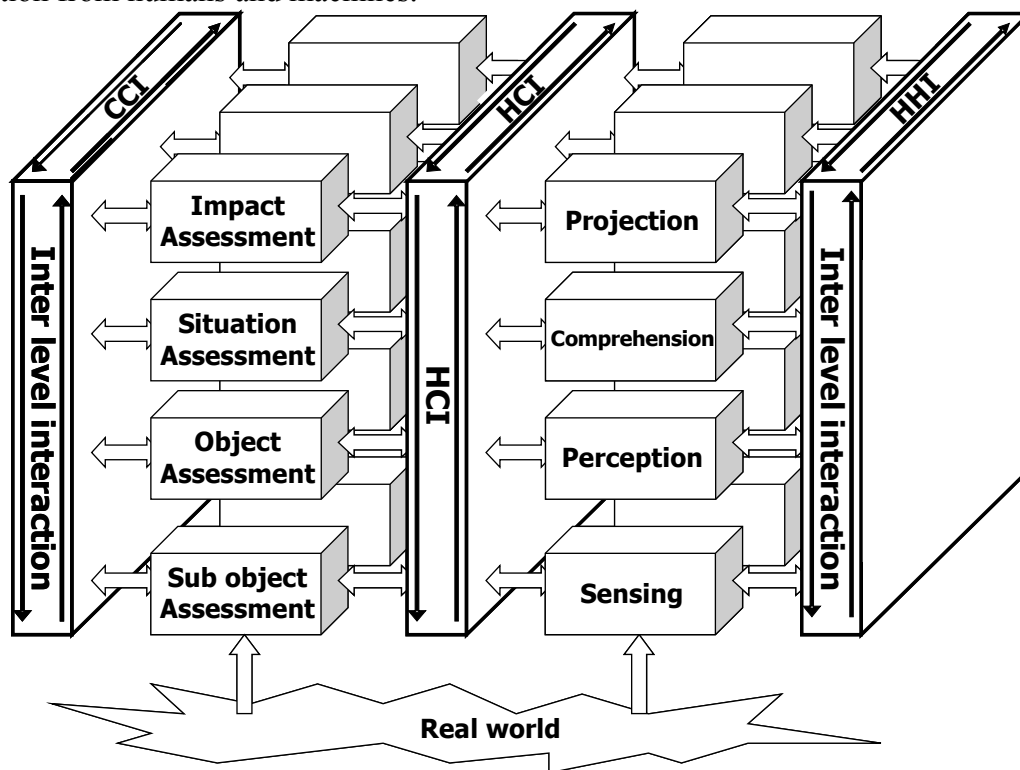 tion from humans and machines.
CCI
HCI
HHI
Inter level interaction
Impact
Assessment
Situation
Assessment
Object
Assessment
Sub object
Assessment
HCI
Projection
Comprehension
Perception
Sensing
Inter level interaction
Real world